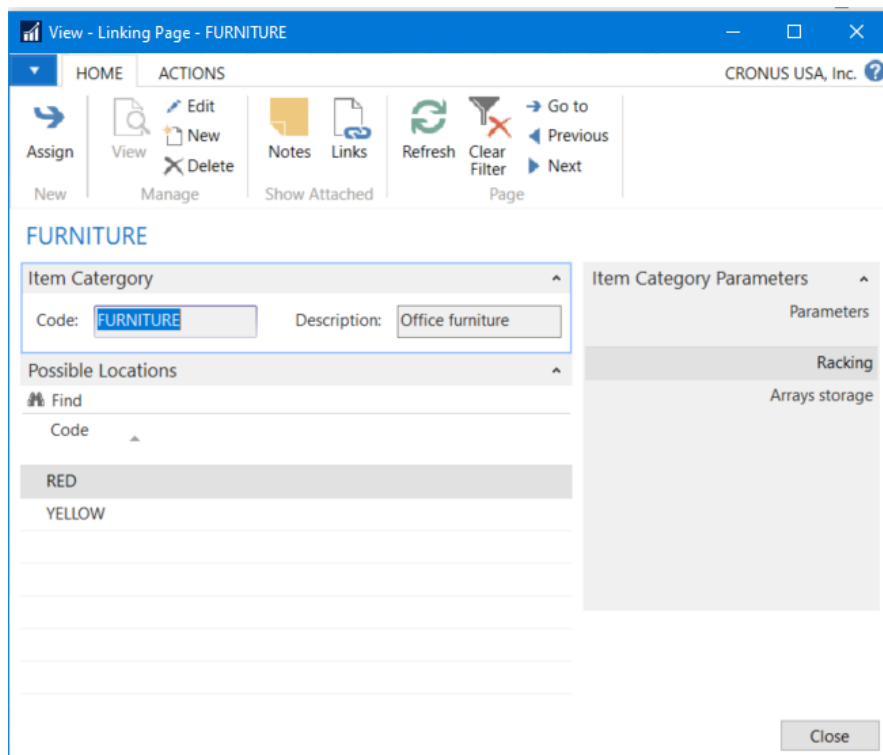 View - Linking Page - FURNITURE
HOME ACTIONS CRONUS USA, Inc. ?
Assign
New
View
Edit
New
Delete
Manage
Notes
Links
Show Attached
Refresh
Clear
Filter
Go to
Previous
Next
Page
FURNITURE
Item Catergory
Code: FURNITURE Description: Office furniture
Possible Locations
Find
Code
RED
YELLOW
Item Category Parameters
Parameters
Racking
Arrays storage
Close